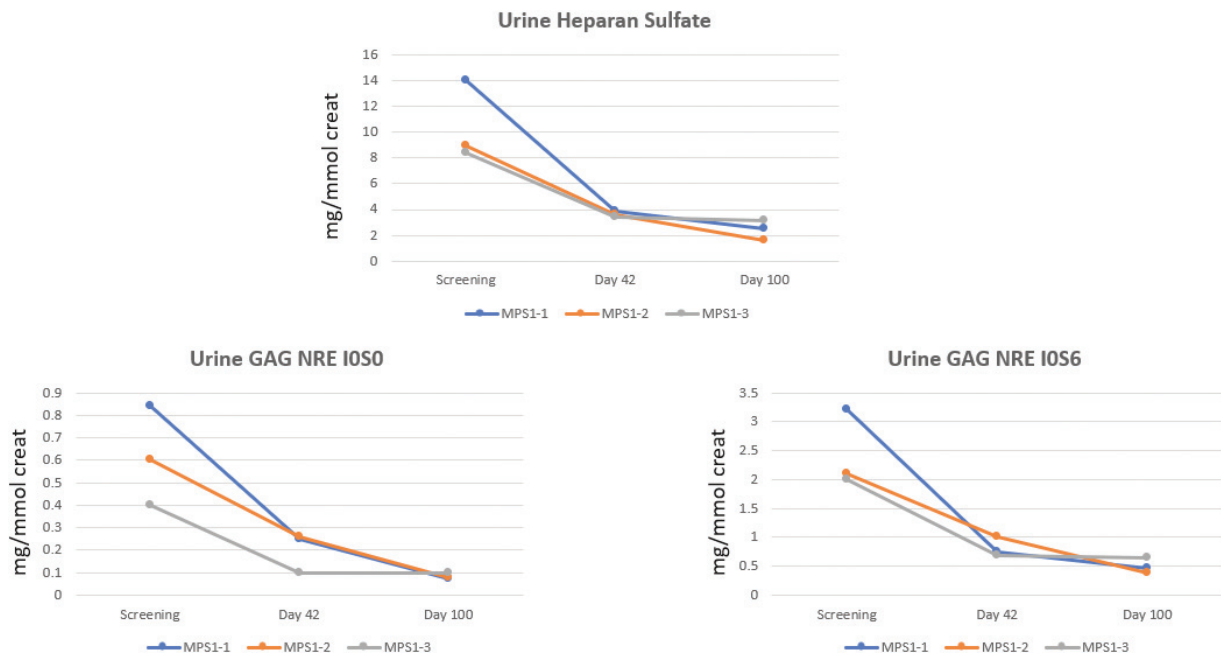 Urine Heparan Sulfate
mg/mmol creat
16
14
12
10
8
6
4
2
0
Screening Day 42 Day 100
MPS1-1 MPS1-2 MPS1-3
Urine GAG NRE I0S0
mg/mmol creat
0.9
0.8
0.7
0.6
0.5
0.4
0.3
0.2
0.1
0
Screening Day 42 Day 100
MPS1-1 MPS1-2 MPS1-3
Urine GAG NRE I0S6
mg/mmol creat
3.5
3
2.5
2
1.5
1
0.5
0
Screening Day 42 Day 100
MPS1-1 MPS1-2 MPS1-3